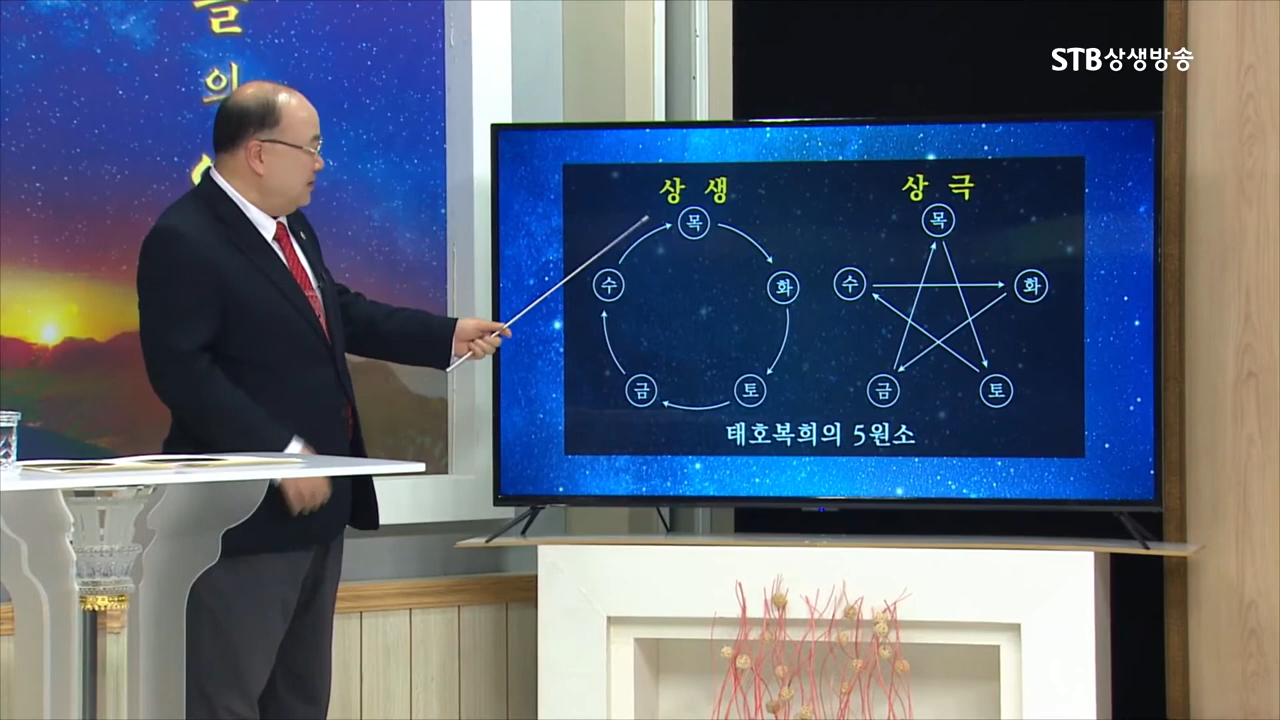 들
의
STB상생방송
상 생
상 극
목
수
화
금
토
목
수
화
금
토
태호복희의 5원소